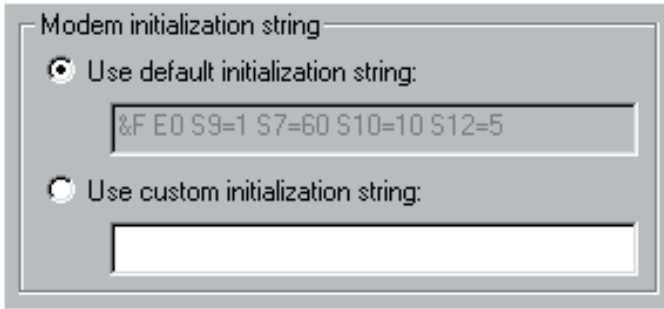 Modem initialization string
Use default initialization string:
&F E0 S9=1 S7=60 S10=10 S12=5
Use custom initialization string: